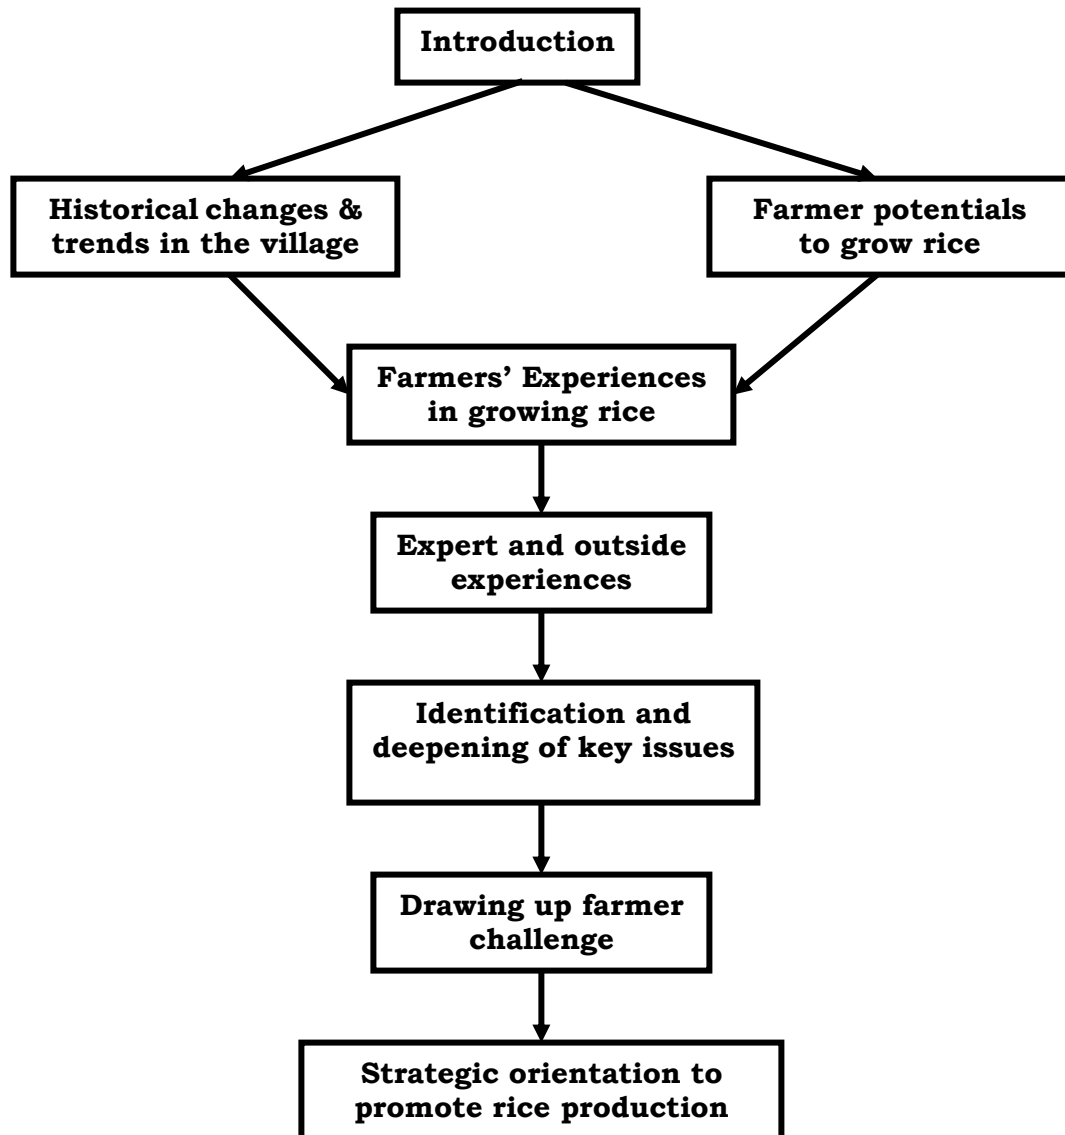 Introduction
Historical changes &
trends in the village
Farmer potentials
to grow rice
Farmers’ Experiences
in growing rice
Expert and outside
experiences
Identification and
deepening of key issues
Drawing up farmer
challenge
Strategic orientation to
promote rice production